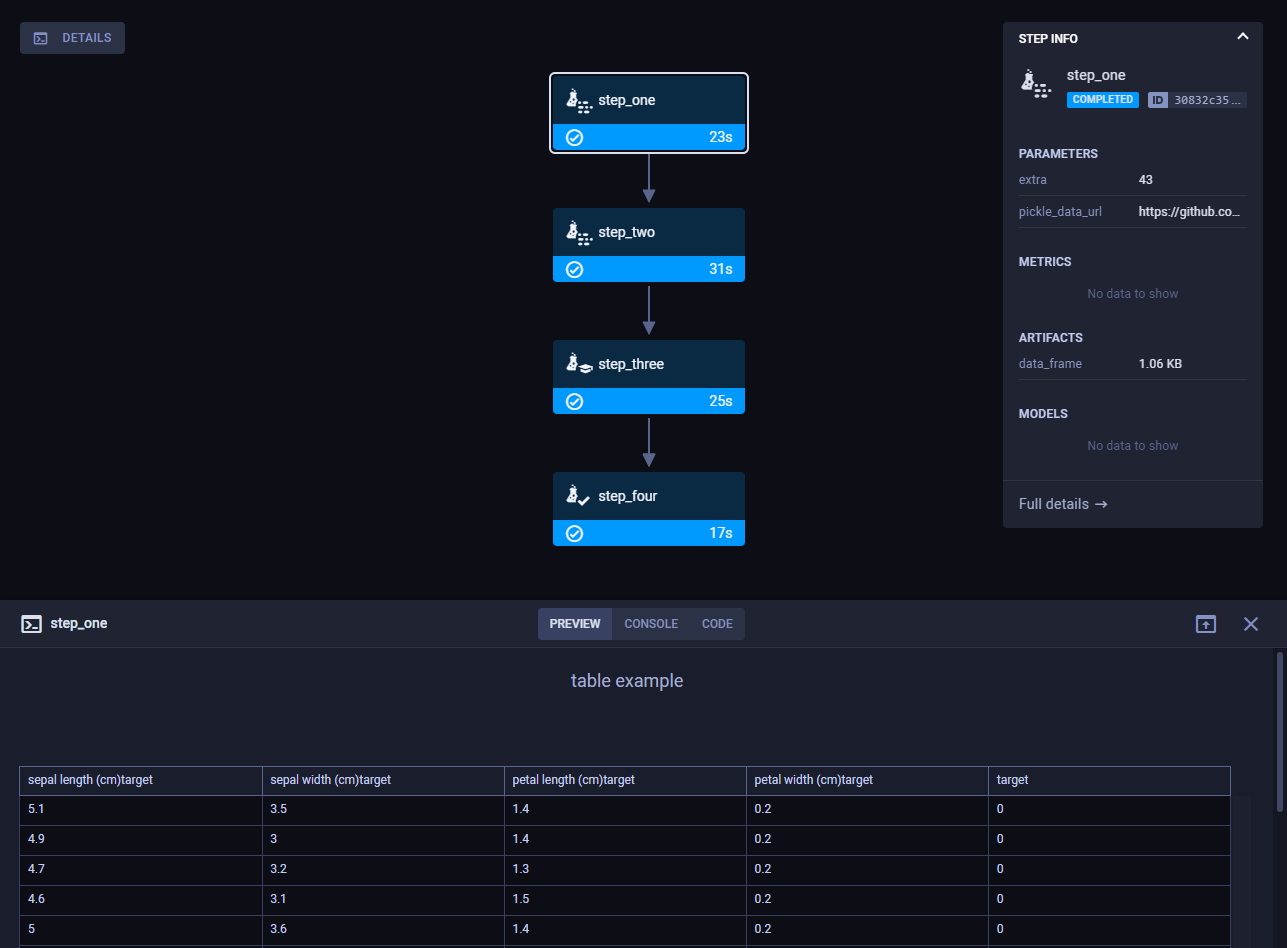 DETAILS
step_one
23s
step_two
31s
step_three
25s
step_four
17s
STEP INFO
step_one
COMPLETED ID 30832c35...
PARAMETERS
extra 43
pickle_data_url https://github.co...
METRICS
No data to show
ARTIFACTS
data_frame 1.06 KB
MODELS
No data to show
Full details →
step_one PREVIEW CONSOLE CODE
table example
sepal length (cm)target sepal width (cm)target petal length (cm)target petal width (cm)target target
5.1 3.5 1.4 0.2 0
4.9 3 1.4 0.2 0
4.7 3.2 1.3 0.2 0
4.6 3.1 1.5 0.2 0
5 3.6 1.4 0.2 0